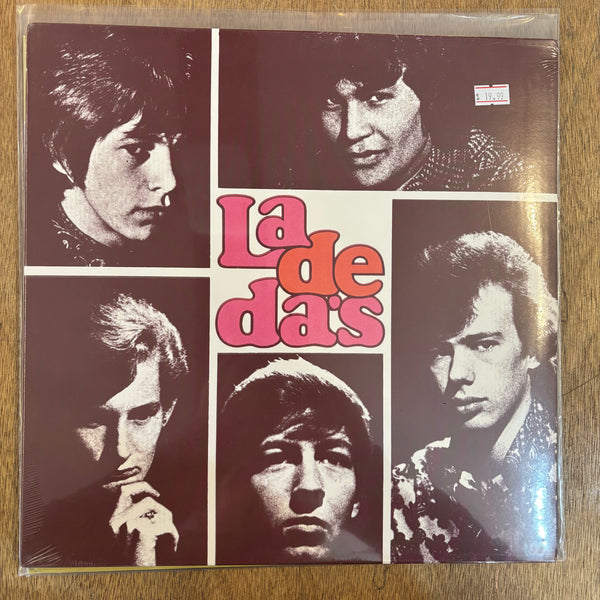 La
de
da's
$ 19.99